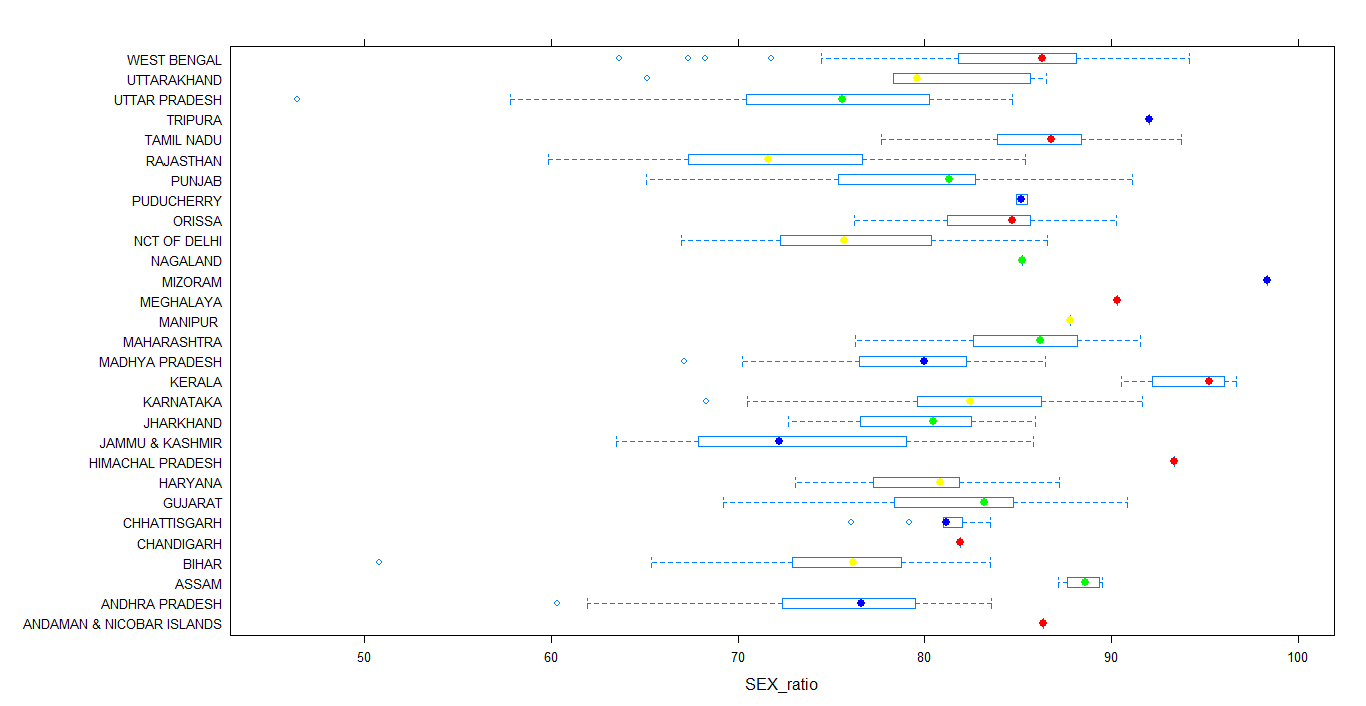 WEST BENGAL
UTTARAKHAND
UTTAR PRADESH
TRIPURA
TAMIL NADU
RAJASTHAN
PUNJAB
PUDUCHERRY
ORISSA
NCT OF DELHI
NAGALAND
MIZORAM
MEGHALAYA
MANIPUR
MAHARASHTRA
MADHYA PRADESH
KERALA
KARNATAKA
JHARKHAND
JAMMU & KASHMIR
HIMACHAL PRADESH
HARYANA
GUJARAT
CHHATTISGARH
CHANDIGARH
BIHAR
ASSAM
ANDHRA PRADESH
ANDAMAN & NICOBAR ISLANDS
50 60 70 80 90 100
SEX_ratio